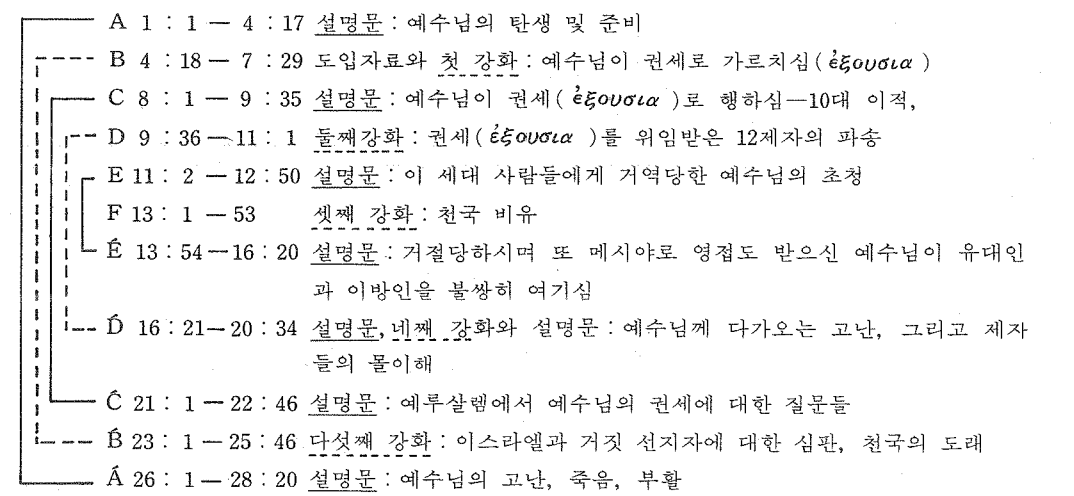 A 1 : 1 — 4 : 17 설명문 : 예수님의 탄생 및 준비
B 4 : 18 — 7 : 29 도입자료와 첫 강화 : 예수님이 권세로 가르치심(ἐξουσια)
C 8 : 1 — 9 : 35 설명문 : 예수님이 권세(ἐξουσια)로 행하심—10대 이적,
D 9 : 36 — 11 : 1 둘째강화 : 권세(ἐξουσια)를 위임받은 12제자의 파송
E 11 : 2 — 12 : 50 설명문 : 이 세대 사람들에게 거역당한 예수님의 초청
F 13 : 1 — 53 셋째 강화 : 천국 비유
É 13 : 54 — 16 : 20 설명문 : 거절당하시며 또 메시야로 영접도 받으신 예수님이 유대인
과 이방인을 불쌍히 여기심
D́ 16 : 21 — 20 : 34 설명문, 네째 강화와 설명문 : 예수님께 다가오는 고난, 그리고 제자
들의 몰이해
Ć 21 : 1 — 22 : 46 설명문 : 예루살렘에서 예수님의 권세에 대한 질문들
B́ 23 : 1 — 25 : 46 다섯째 강화 : 이스라엘과 거짓 선지자에 대한 심판, 천국의 도래
Á 26 : 1 — 28 : 20 설명문 : 예수님의 고난, 죽음, 부활